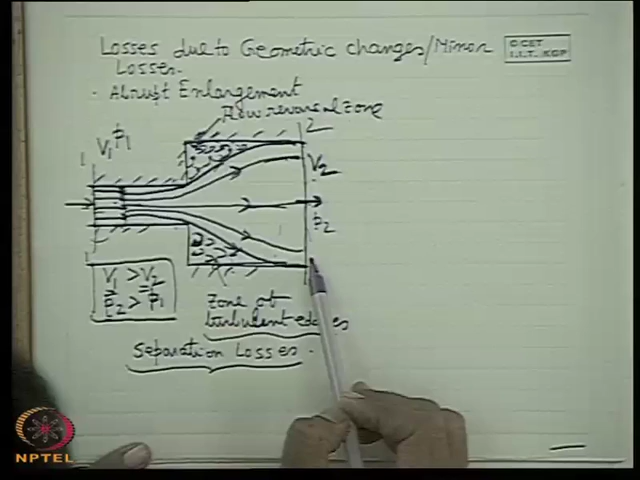 Losses due to Geometric changes/Minor
Losses.
© CET
I.I.T. KGP
· Abrupt Enlargement
Flow reversal zone
1 V1 p1
2
V2
p2
1
V1 > V2
p2 > p1
Zone of
turbulent eddies
Separation Losses.
NPTEL